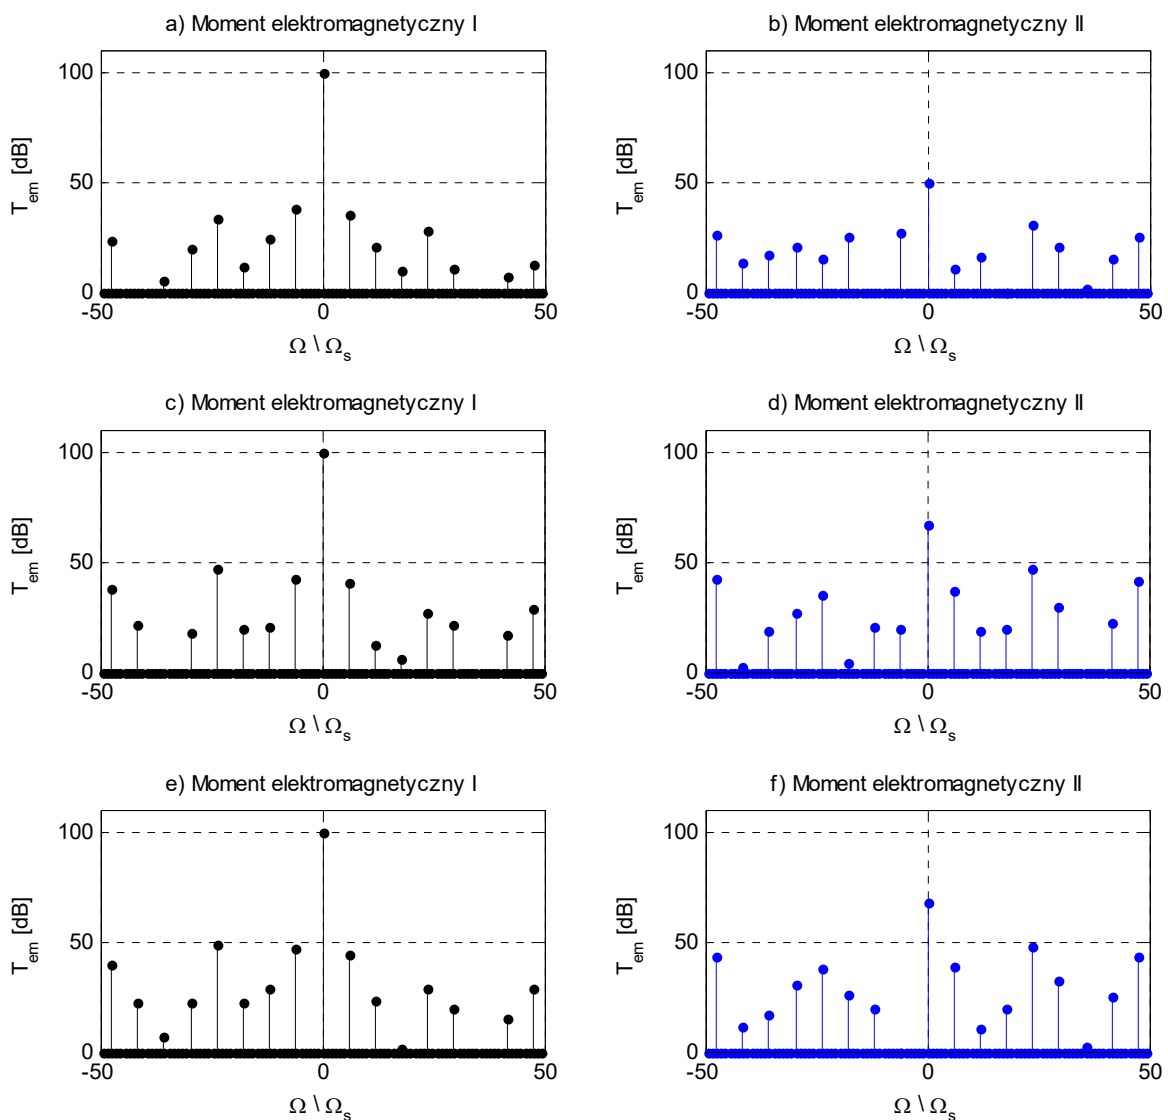 a) Moment elektromagnetyczny I
100
50
0
T_em [dB]
-50 0 50
Ω \ Ω_s
b) Moment elektromagnetyczny II
100
50
0
T_em [dB]
-50 0 50
Ω \ Ω_s
c) Moment elektromagnetyczny I
100
50
0
T_em [dB]
-50 0 50
Ω \ Ω_s
d) Moment elektromagnetyczny II
100
50
0
T_em [dB]
-50 0 50
Ω \ Ω_s
e) Moment elektromagnetyczny I
100
50
0
T_em [dB]
-50 0 50
Ω \ Ω_s
f) Moment elektromagnetyczny II
100
50
0
T_em [dB]
-50 0 50
Ω \ Ω_s